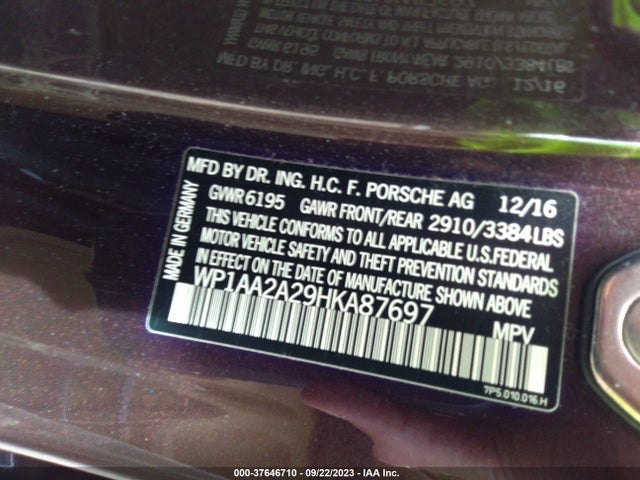 MFD BY DR. ING. H.C. F. PORSCHE AG 12/16
GVWR 6195 GAWR FRONT/REAR 2910/3384LBS
THIS VEHICLE CONFORMS TO ALL APPLICABLE U.S.FEDERAL
MOTOR VEHICLE SAFETY AND THEFT PREVENTION STANDARDS
IN EFFECT ON THE DATE OF MANUFACTURE SHOWN ABOVE
WP1AA2A29HKA87697 MPV
MADE IN GERMANY
7P5.010.016.H
000-37646710 - 09/22/2023 - IAA Inc.